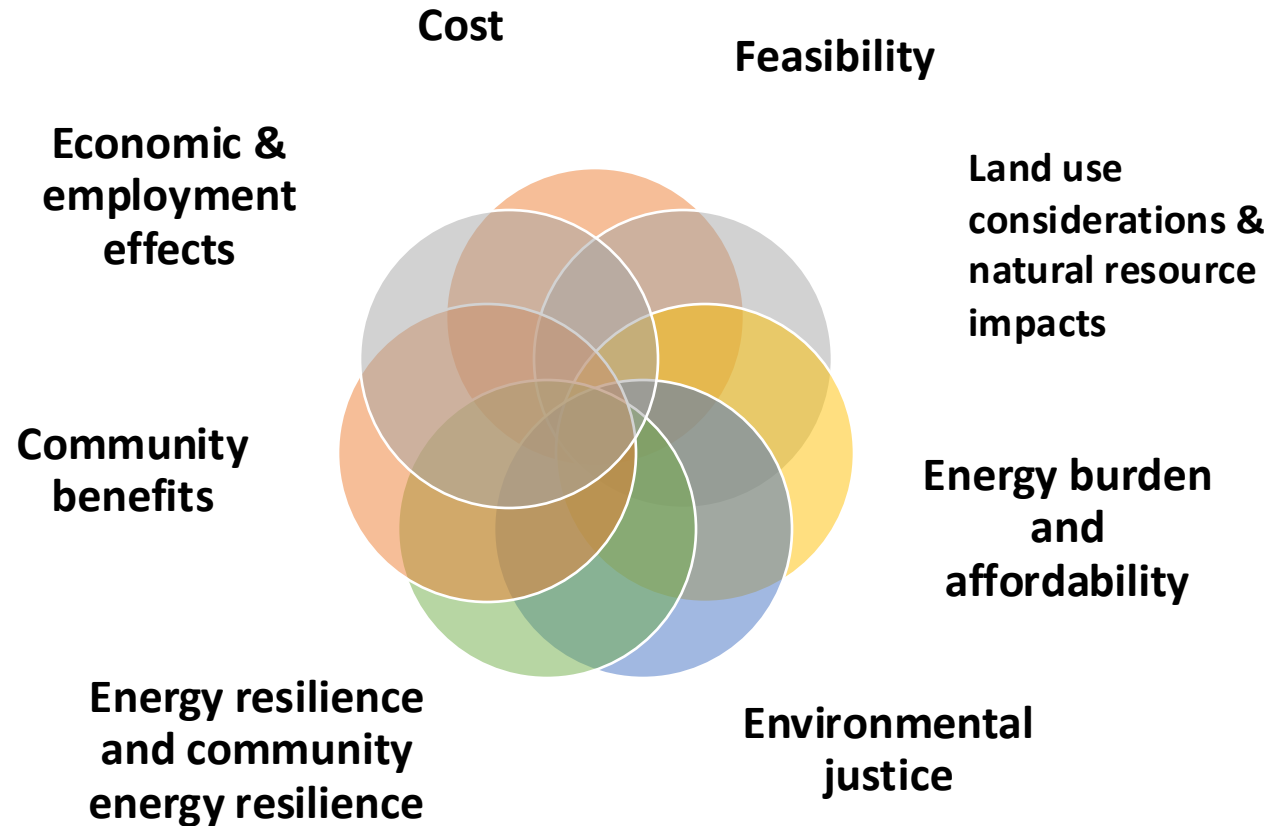 Cost
Feasibility
Economic &
employment
effects
Land use
considerations &
natural resource
impacts
Community
benefits
Energy burden
and
affordability
Energy resilience
and community
energy resilience
Environmental
justice